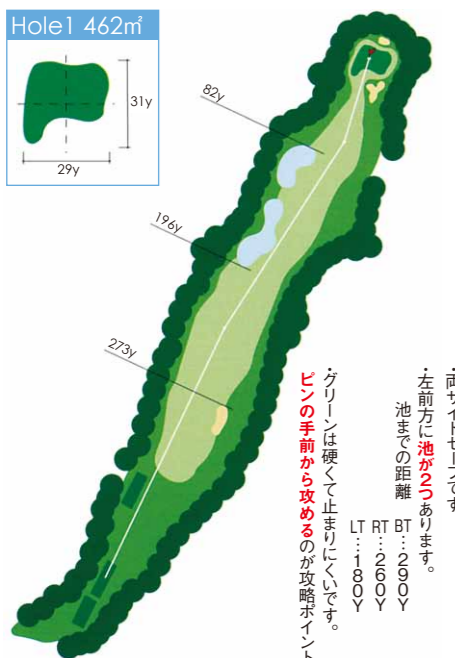 Hole1 462㎡
31y
29y
82y
196y
273y
・両サイドセーフです。
・左前方に池が2つあります。
池までの距離 BT…290Y
RT…260Y
LT…180Y
・グリーンは硬くて止まりにくいです。
ピンの手前から攻めるのが攻略ポイント